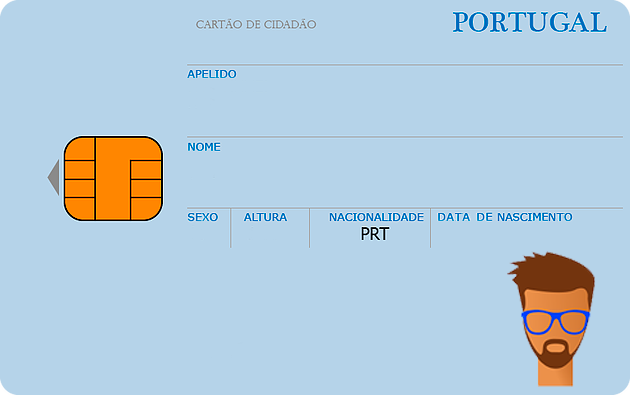 CARTÃO DE CIDADÃO PORTUGAL
APELIDO
NOME
SEXO ALTURA NACIONALIDADE DATA DE NASCIMENTO
PRT